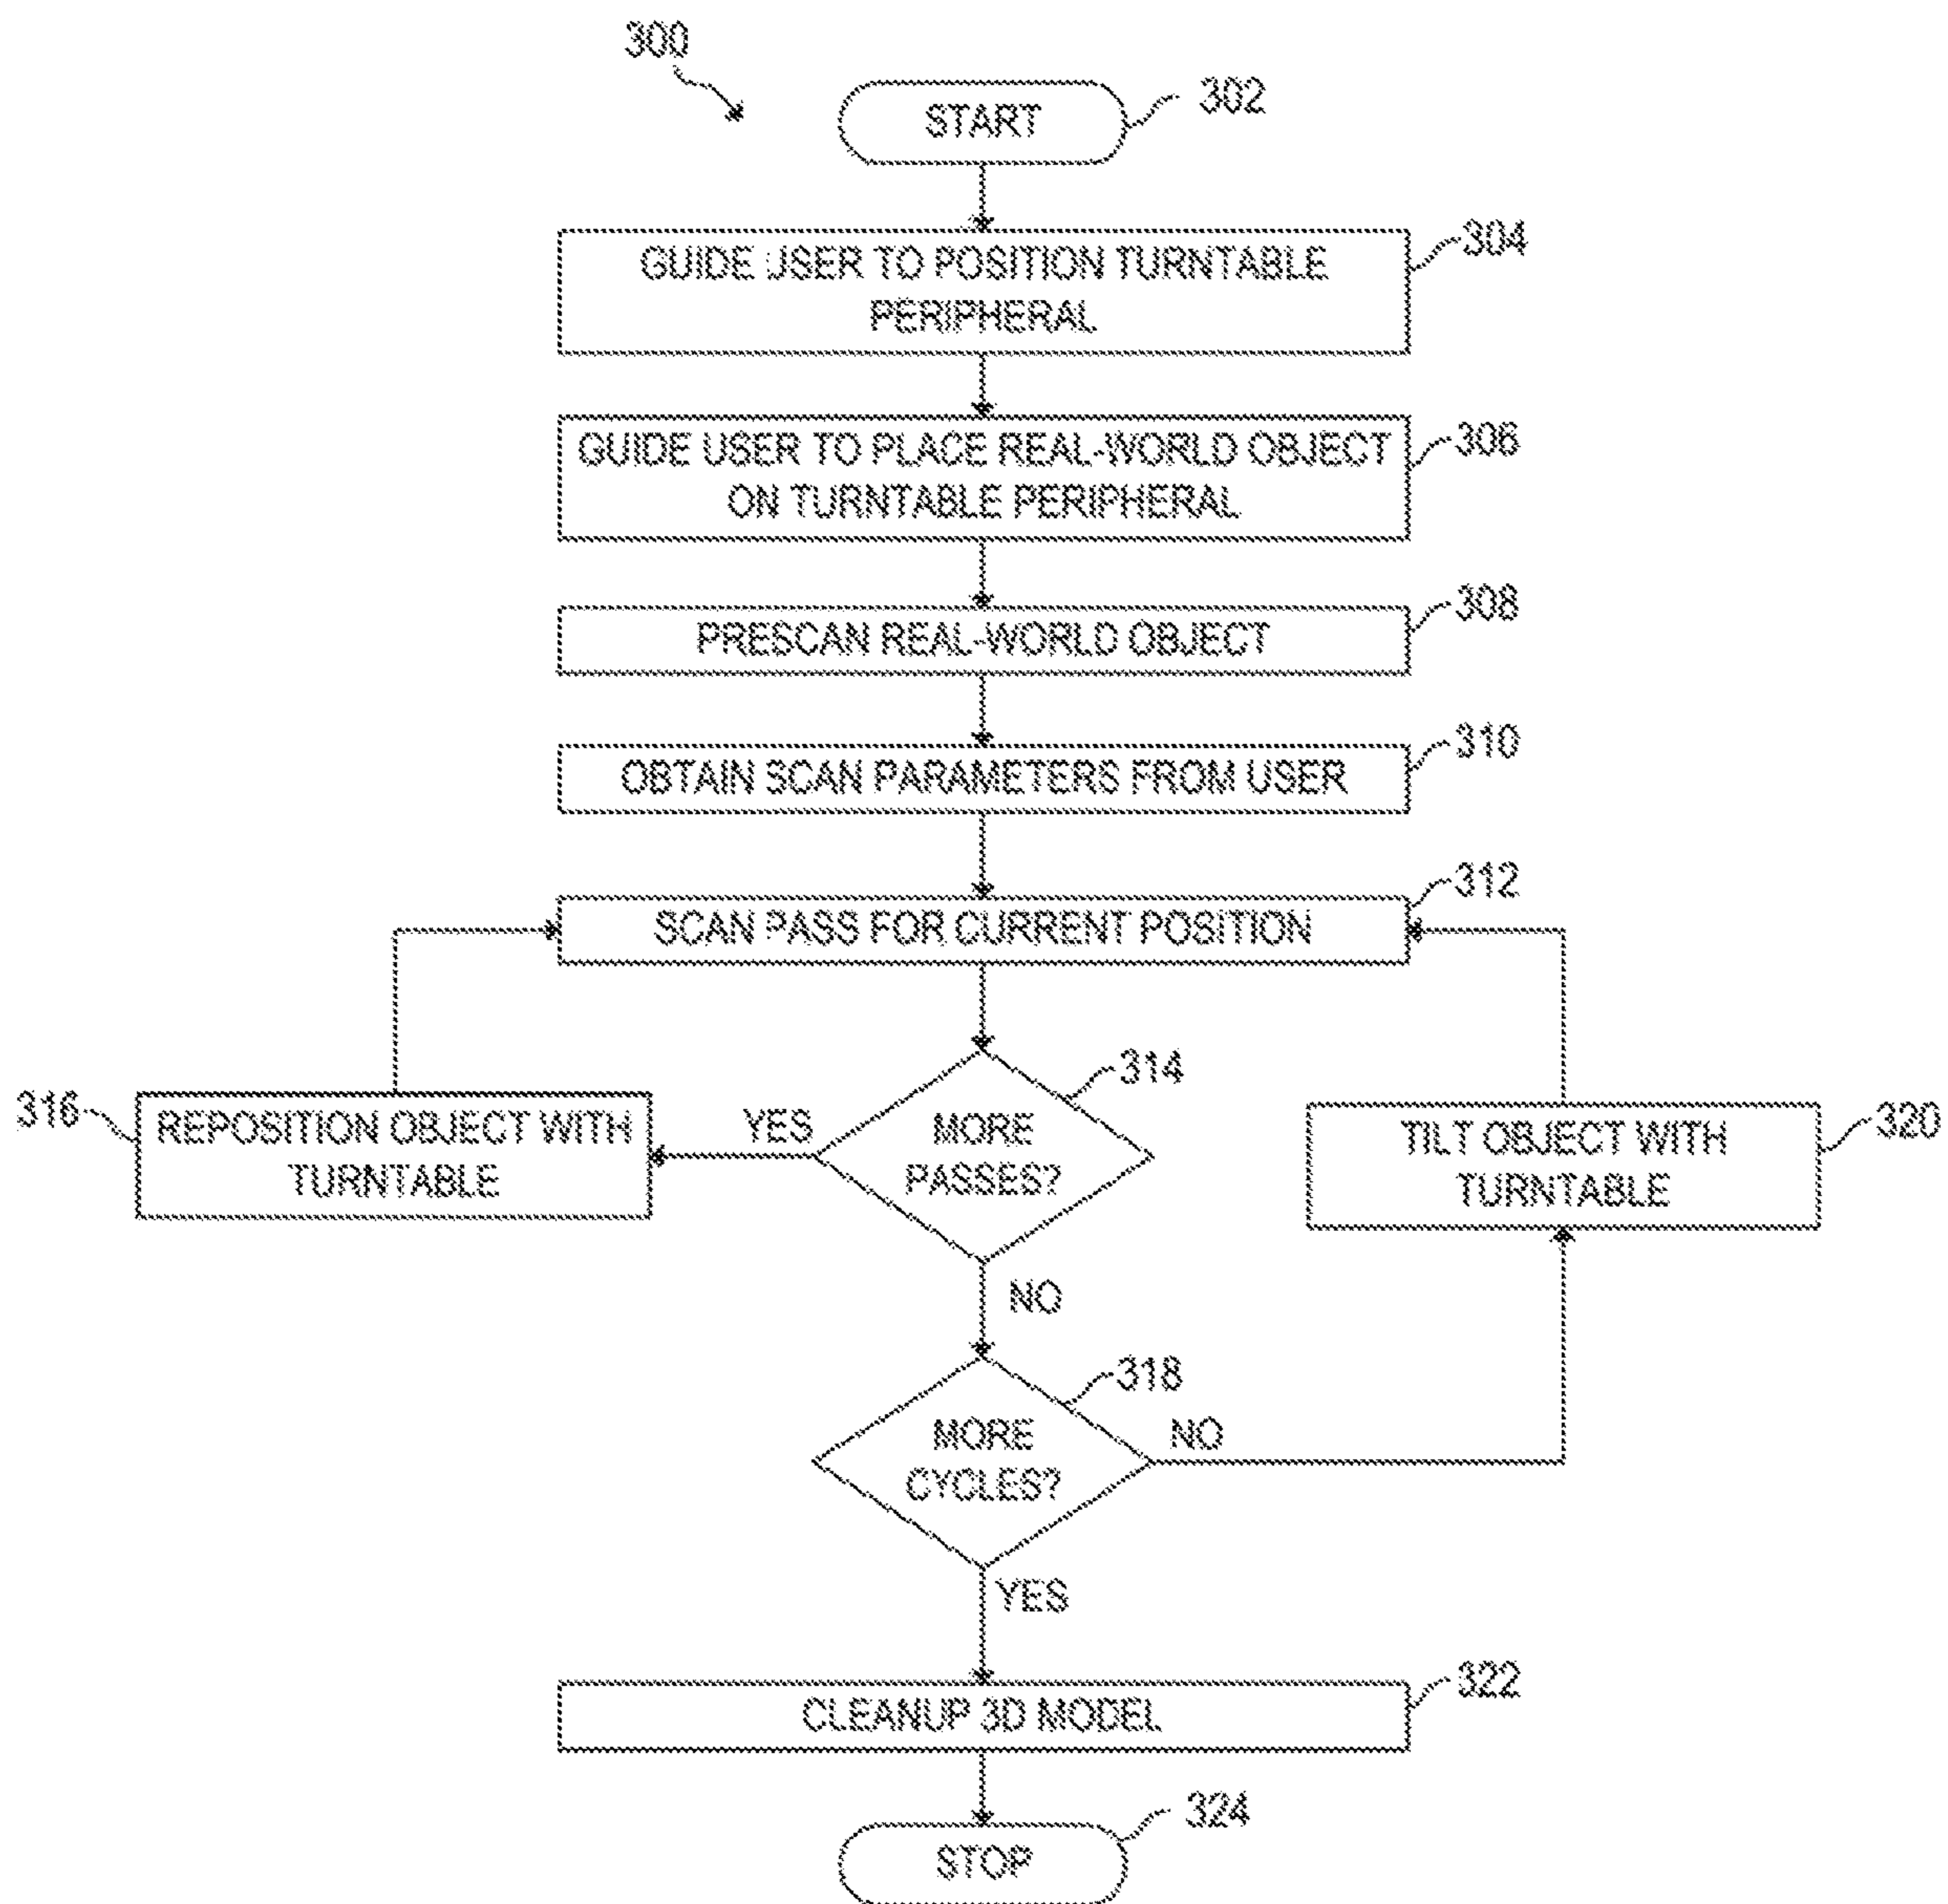 300
START
302
GUIDE USER TO POSITION TURNTABLE
PERIPHERAL
304
GUIDE USER TO PLACE REAL-WORLD OBJECT
ON TURNTABLE PERIPHERAL
306
PRESCAN REAL-WORLD OBJECT
308
OBTAIN SCAN PARAMETERS FROM USER
310
SCAN PASS FOR CURRENT POSITION
312
MORE
PASSES?
314
YES
316
REPOSITION OBJECT WITH
TURNTABLE
NO
MORE
CYCLES?
318
NO
TILT OBJECT WITH
TURNTABLE
320
YES
CLEANUP 3D MODEL
322
STOP
324